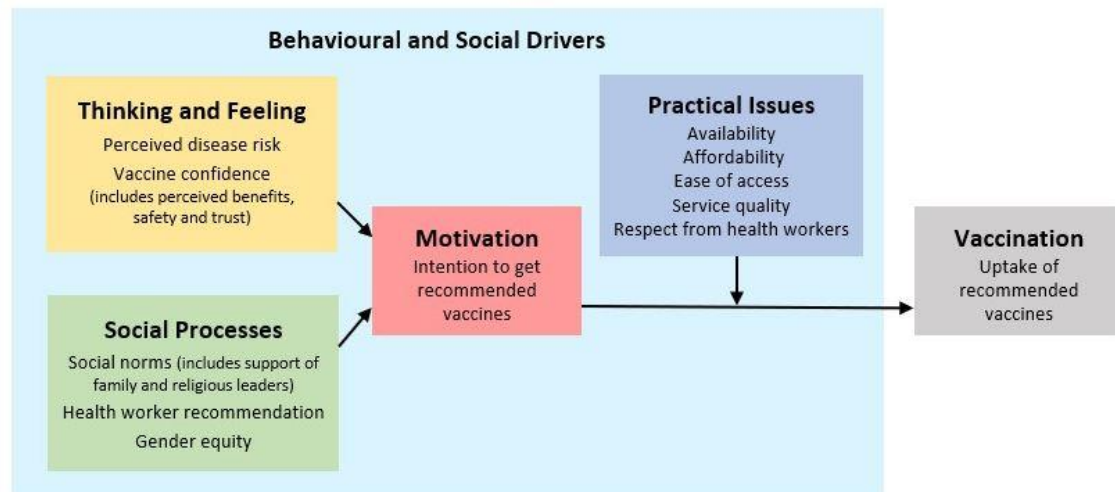 Behavioural and Social Drivers
Thinking and Feeling
Perceived disease risk
Vaccine confidence
(includes perceived benefits,
safety and trust)
Social Processes
Social norms (includes support of
family and religious leaders)
Health worker recommendation
Gender equity
Motivation
Intention to get
recommended
vaccines
Practical Issues
Availability
Affordability
Ease of access
Service quality
Respect from health workers
Vaccination
Uptake of
recommended
vaccines